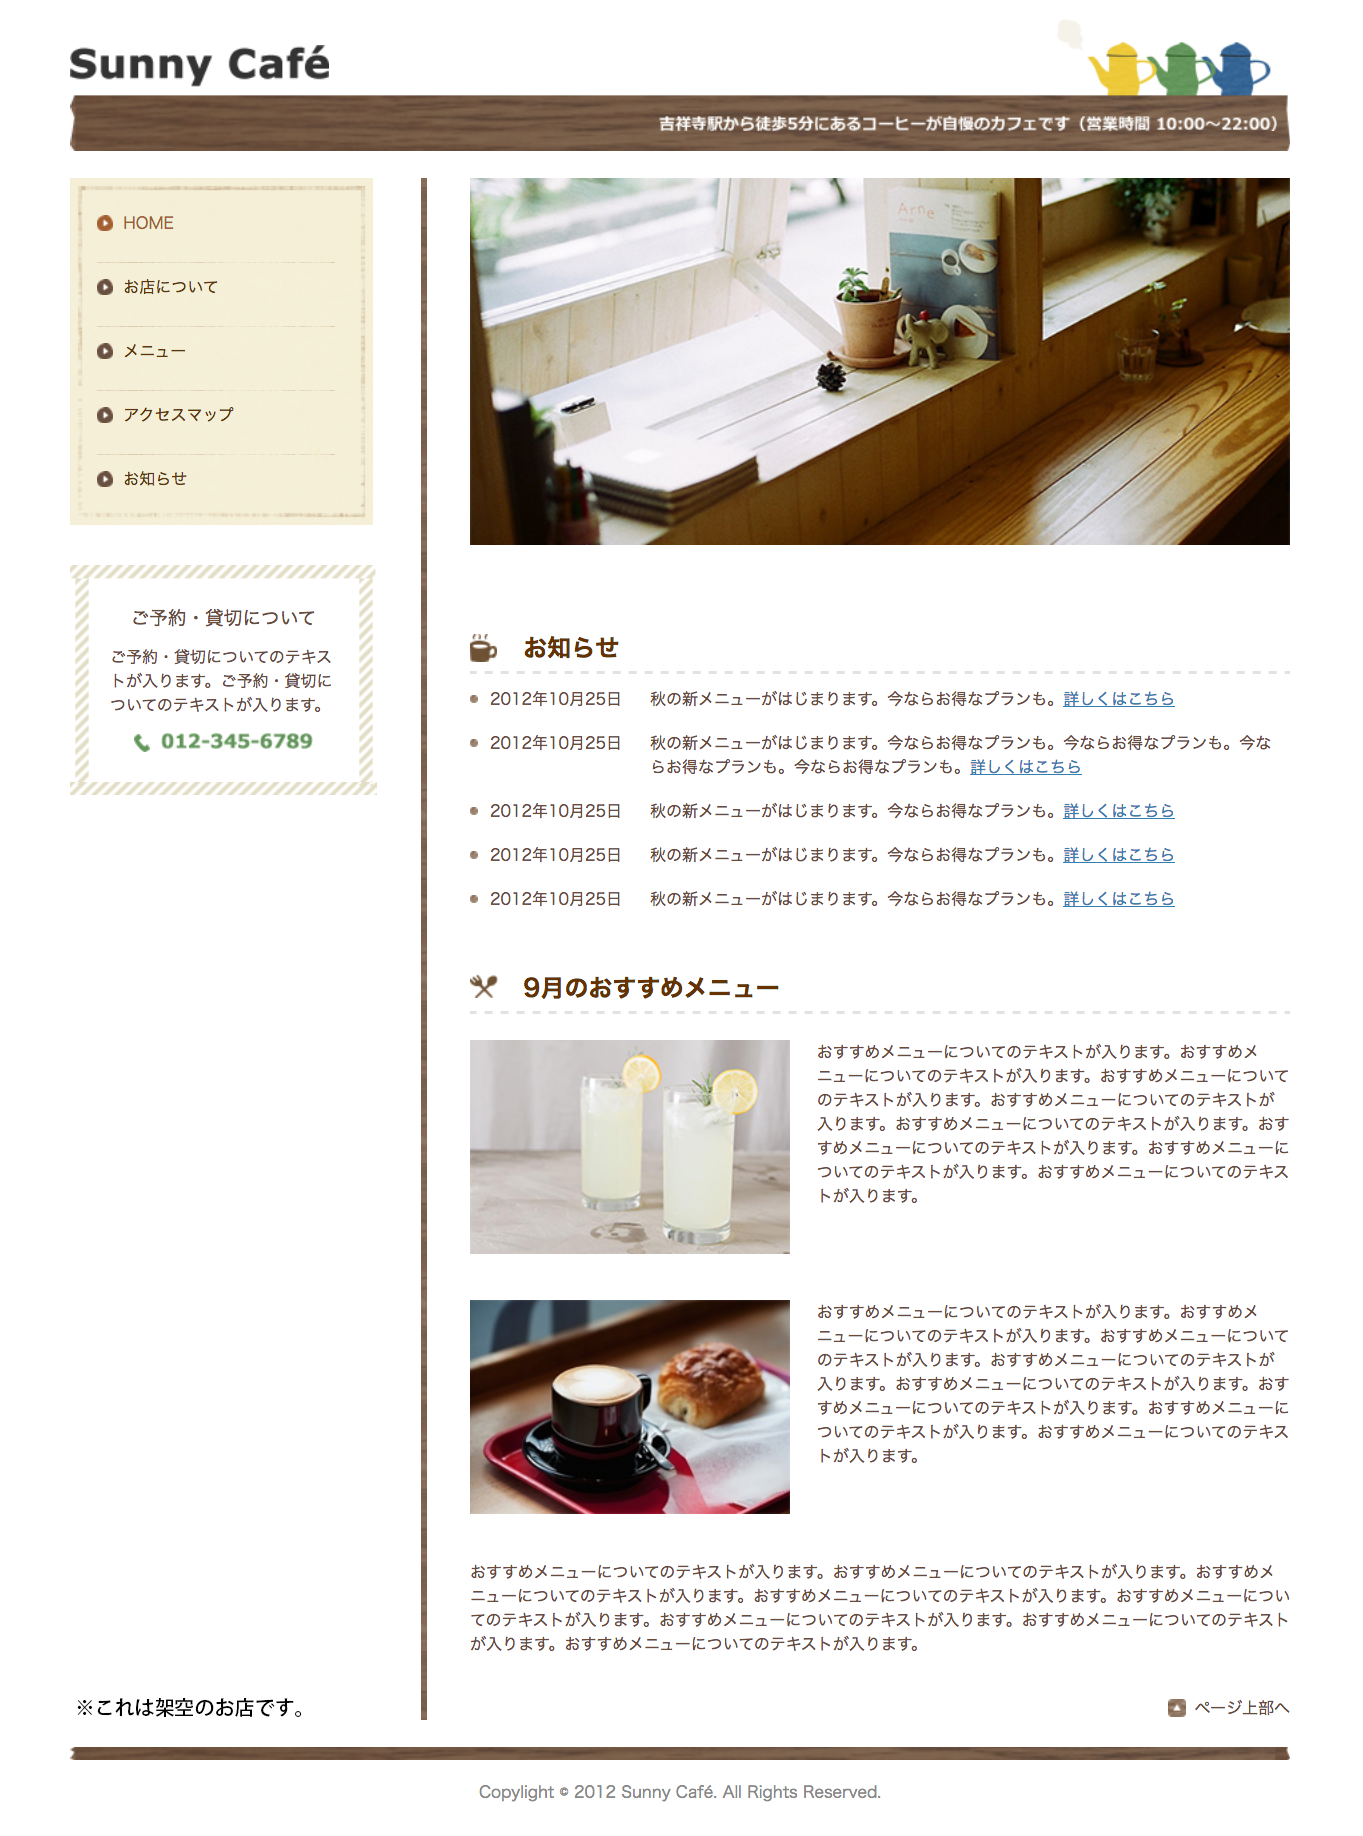 Sunny Café
吉祥寺駅から徒歩5分にあるコーヒーが自慢のカフェです（営業時間 10:00～22:00）
HOME
お店について
メニュー
アクセスマップ
お知らせ
ご予約・貸切について
ご予約・貸切についてのテキス
トが入ります。ご予約・貸切に
ついてのテキストが入ります。
012-345-6789
Arne
お知らせ
2012年10月25日 秋の新メニューがはじまります。今ならお得なプランも。詳しくはこちら
2012年10月25日 秋の新メニューがはじまります。今ならお得なプランも。今ならお得なプランも。今な
らお得なプランも。今ならお得なプランも。詳しくはこちら
2012年10月25日 秋の新メニューがはじまります。今ならお得なプランも。詳しくはこちら
2012年10月25日 秋の新メニューがはじまります。今ならお得なプランも。詳しくはこちら
2012年10月25日 秋の新メニューがはじまります。今ならお得なプランも。詳しくはこちら
9月のおすすめメニュー
おすすめメニューについてのテキストが入ります。おすすめメ
ニューについてのテキストが入ります。おすすめメニューについて
のテキストが入ります。おすすめメニューについてのテキストが
入ります。おすすめメニューについてのテキストが入ります。おす
すめメニューについてのテキストが入ります。おすすめメニューに
ついてのテキストが入ります。おすすめメニューについてのテキス
トが入ります。
おすすめメニューについてのテキストが入ります。おすすめメ
ニューについてのテキストが入ります。おすすめメニューについて
のテキストが入ります。おすすめメニューについてのテキストが
入ります。おすすめメニューについてのテキストが入ります。おす
すめメニューについてのテキストが入ります。おすすめメニューに
ついてのテキストが入ります。おすすめメニューについてのテキス
トが入ります。
おすすめメニューについてのテキストが入ります。おすすめメニューについてのテキストが入ります。おすすめメ
ニューについてのテキストが入ります。おすすめメニューについてのテキストが入ります。おすすめメニューについ
てのテキストが入ります。おすすめメニューについてのテキストが入ります。おすすめメニューについてのテキスト
が入ります。おすすめメニューについてのテキストが入ります。
※これは架空のお店です。
ページ上部へ
Copylight © 2012 Sunny Café. All Rights Reserved.